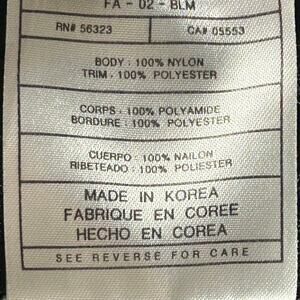 FA - 02 - BLM
RN# 56323 CA# 05553
BODY : 100% NYLON
TRIM : 100% POLYESTER
CORPS : 100% POLYAMIDE
BORDURE : 100% POLYESTER
CUERPO : 100% NAILON
RIBETEADO : 100% POLIESTER
MADE IN KOREA
FABRIQUE EN COREE
HECHO EN COREA
SEE REVERSE FOR CARE